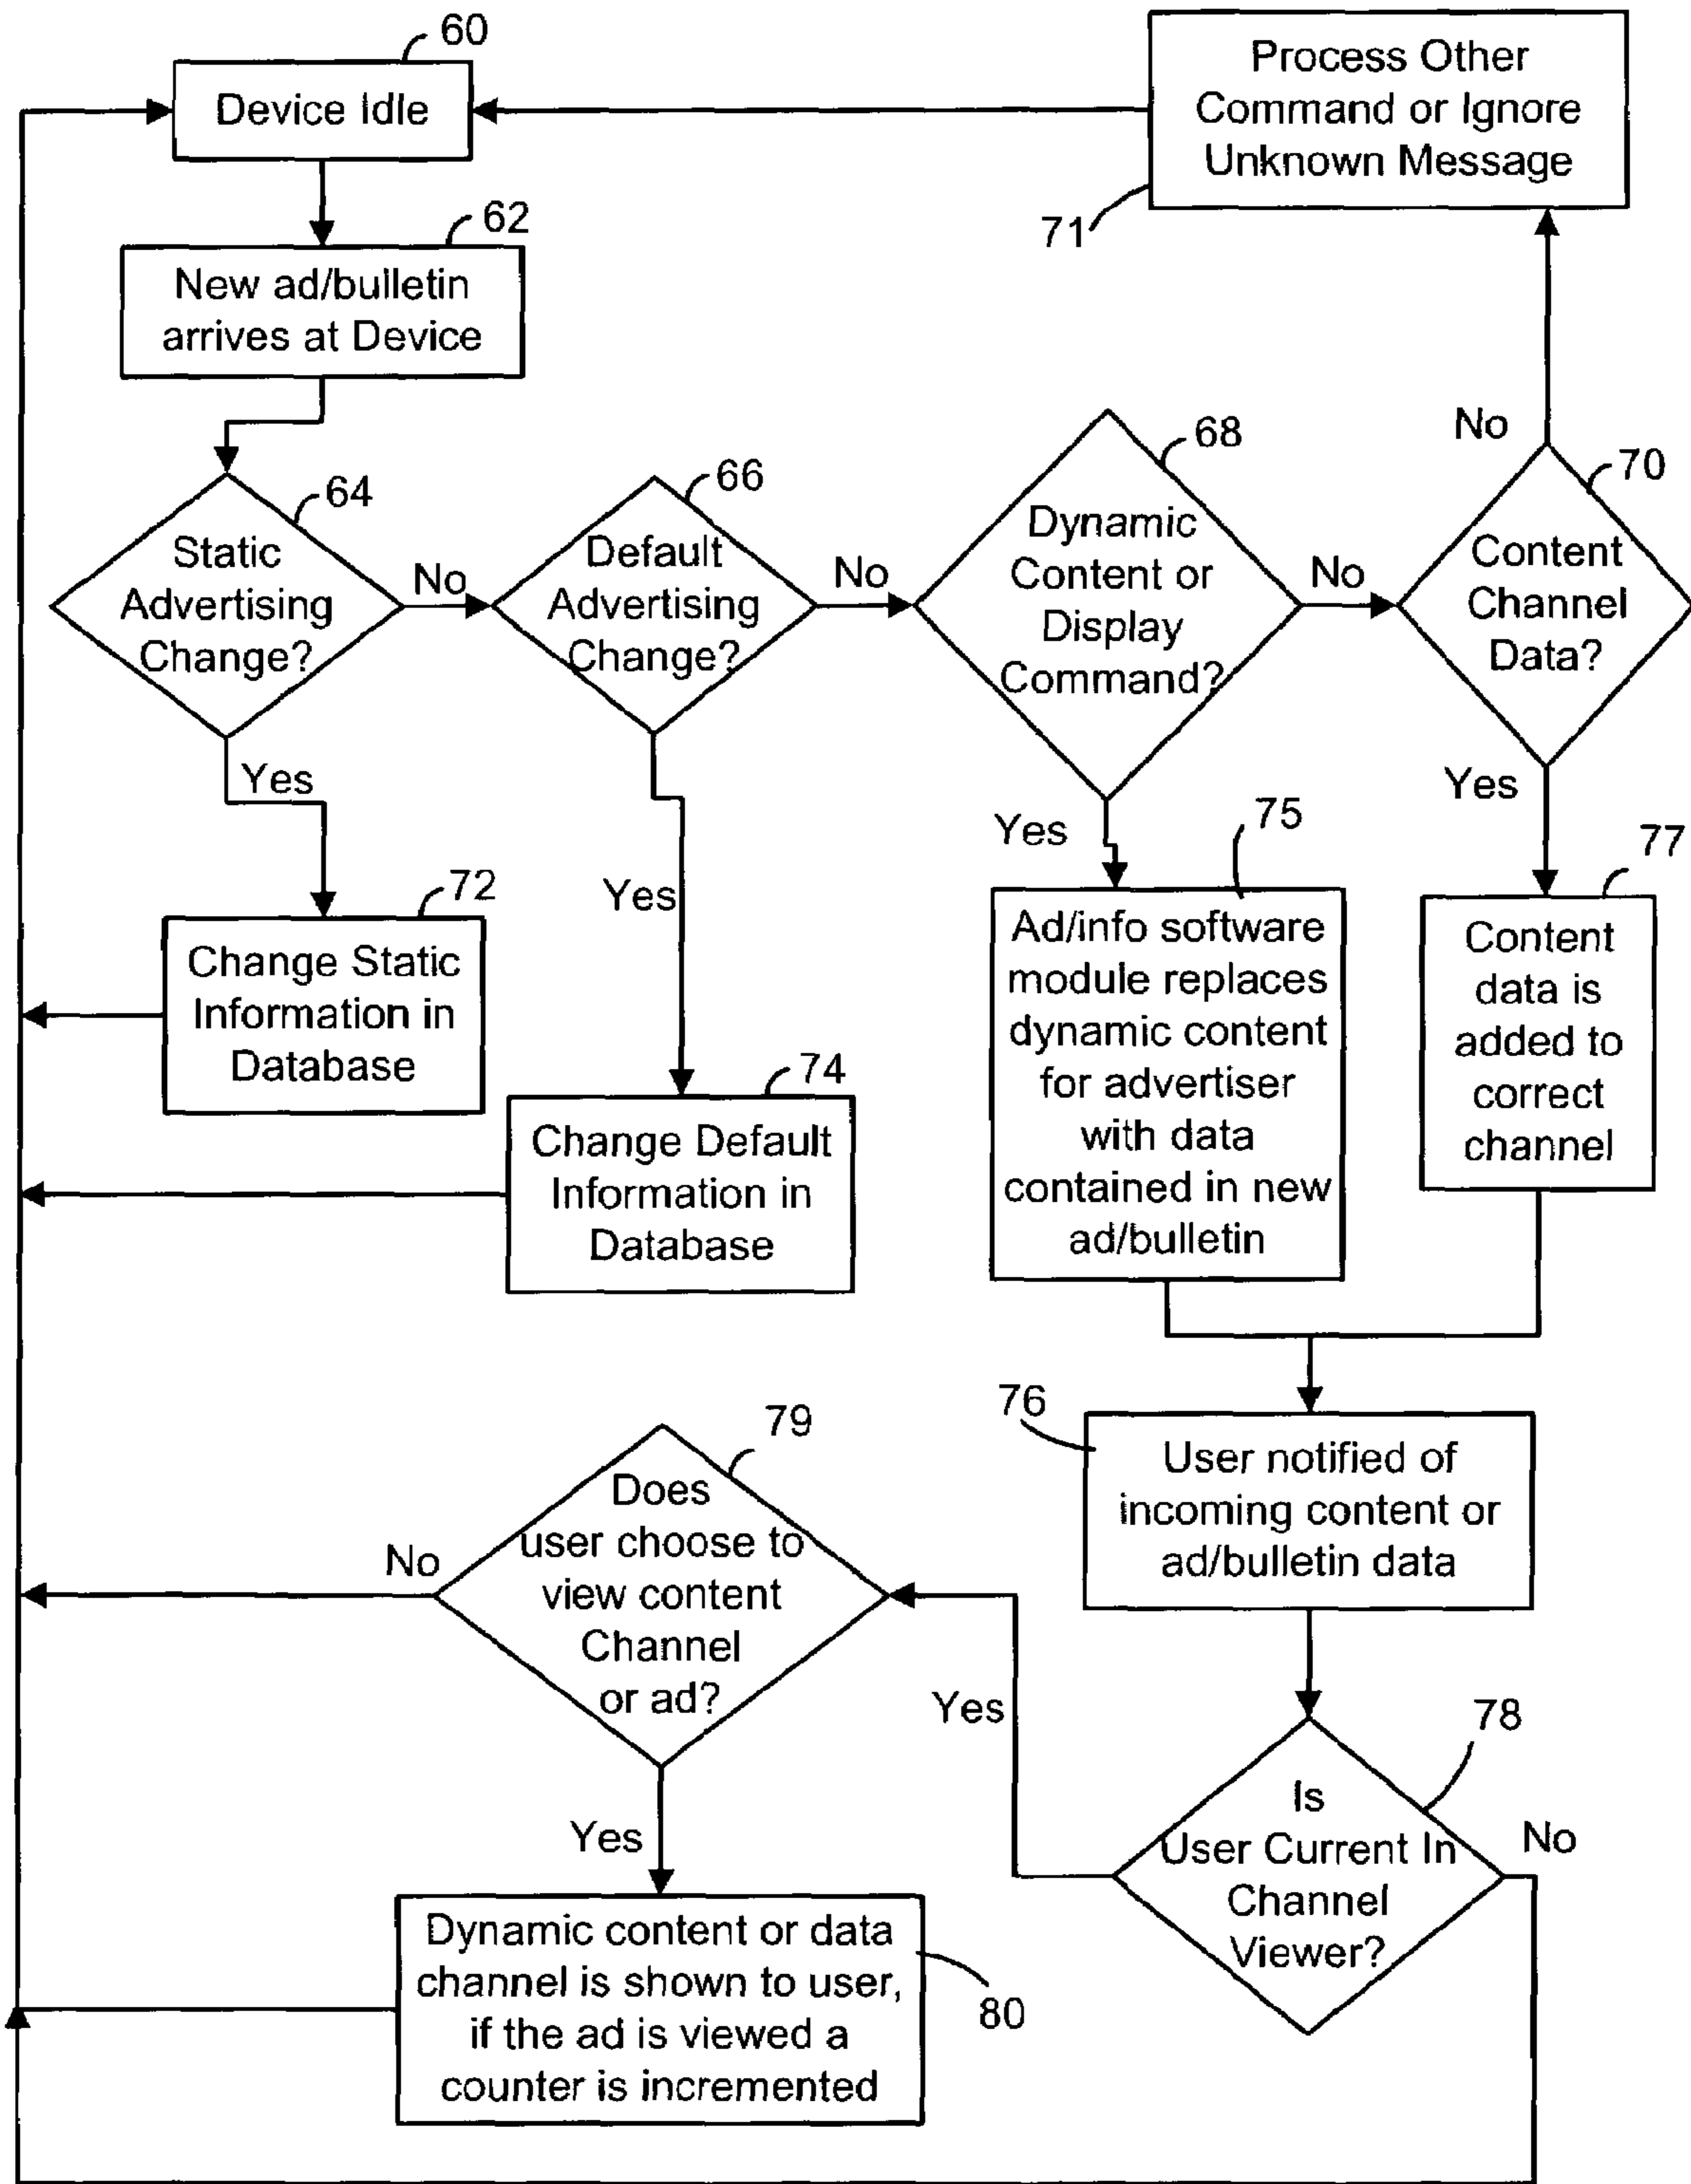 60
Device Idle
Process Other
Command or Ignore
Unknown Message
71
62
New ad/bulletin
arrives at Device
64
Static
Advertising
Change?
No
Yes
66
Default
Advertising
Change?
No
Yes
68
Dynamic
Content or
Display
Command?
No
Yes
70
Content
Channel
Data?
No
Yes
72
Change Static
Information in
Database
74
Change Default
Information in
Database
75
Ad/info software
module replaces
dynamic content
for advertiser
with data
contained in new
ad/bulletin
77
Content
data is
added to
correct
channel
76
User notified of
incoming content or
ad/bulletin data
78
Is
User Current In
Channel
Viewer?
Yes
No
79
Does
user choose to
view content
Channel
or ad?
No
Yes
80
Dynamic content or data
channel is shown to user,
if the ad is viewed a
counter is incremented